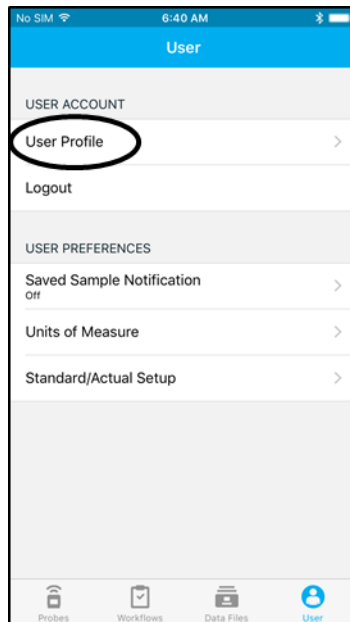 No SIM 6:40 AM
User
USER ACCOUNT
User Profile
Logout
USER PREFERENCES
Saved Sample Notification
Off
Units of Measure
Standard/Actual Setup
Probes Workflows Data Files User